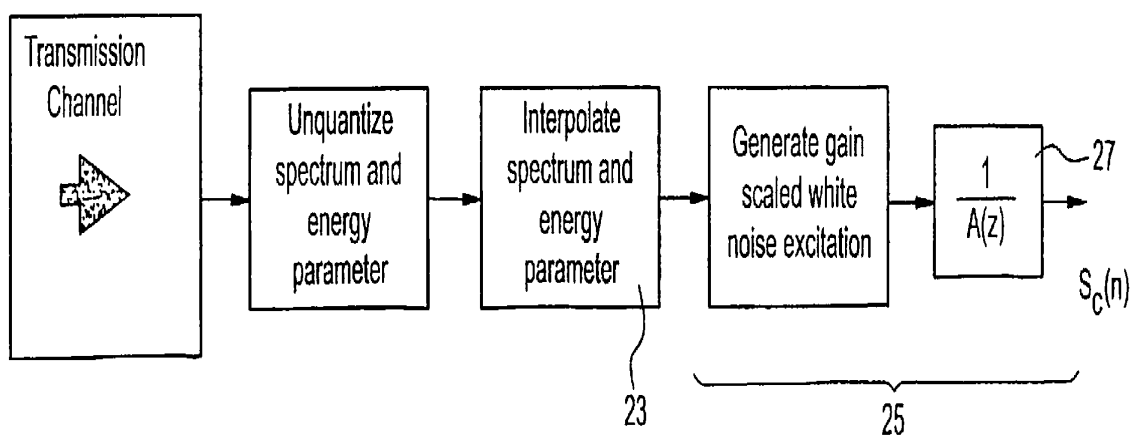 Transmission
Channel
Unquantize
spectrum and
energy
parameter
Interpolate
spectrum and
energy
parameter
Generate gain
scaled white
noise excitation
1
A(z)
27
S_c(n)
23
25